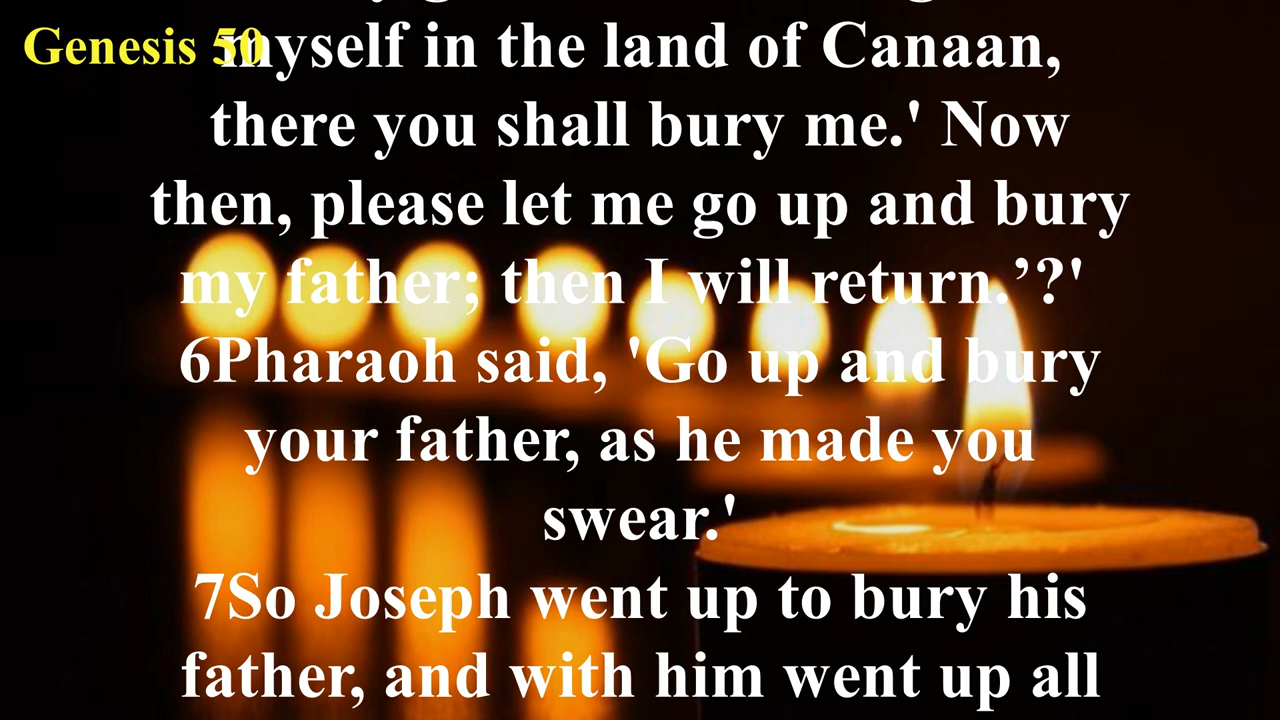 Genesis 50
myself in the land of Canaan,
there you shall bury me.' Now
then, please let me go up and bury
my father; then I will return.’?'
6Pharaoh said, 'Go up and bury
your father, as he made you
swear.'
7So Joseph went up to bury his
father, and with him went up all